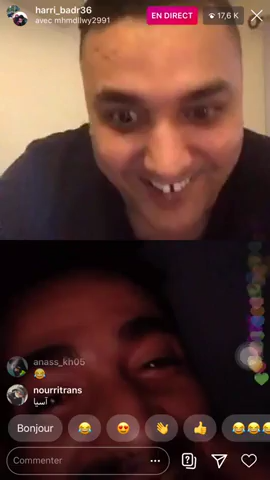 harri_badr36
avec mhmdllwy2991
EN DIRECT
17,6 K
anass_kh05
😂
nourritrans
آسيا
Bonjour 😂 😍 👋 👍 😂😂😂
Commenter